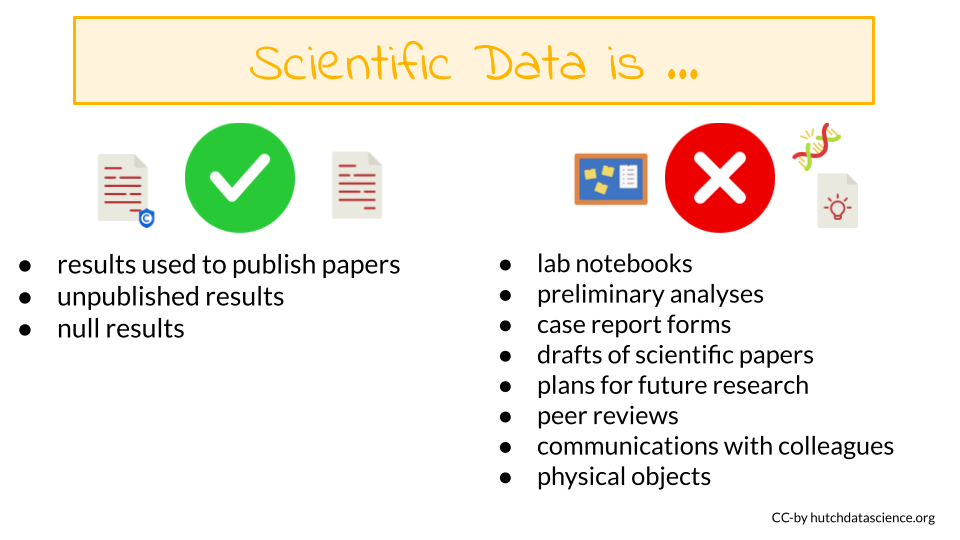 Scientific Data is ...
● results used to publish papers
● unpublished results
● null results
● lab notebooks
● preliminary analyses
● case report forms
● drafts of scientific papers
● plans for future research
● peer reviews
● communications with colleagues
● physical objects
CC-by hutchdatascience.org